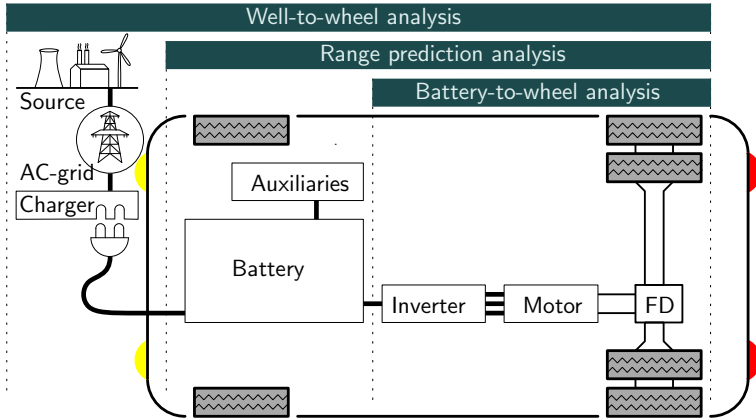 Well-to-wheel analysis
Range prediction analysis
Battery-to-wheel analysis
Source
AC-grid
Charger
Auxiliaries
Battery
Inverter
Motor
FD